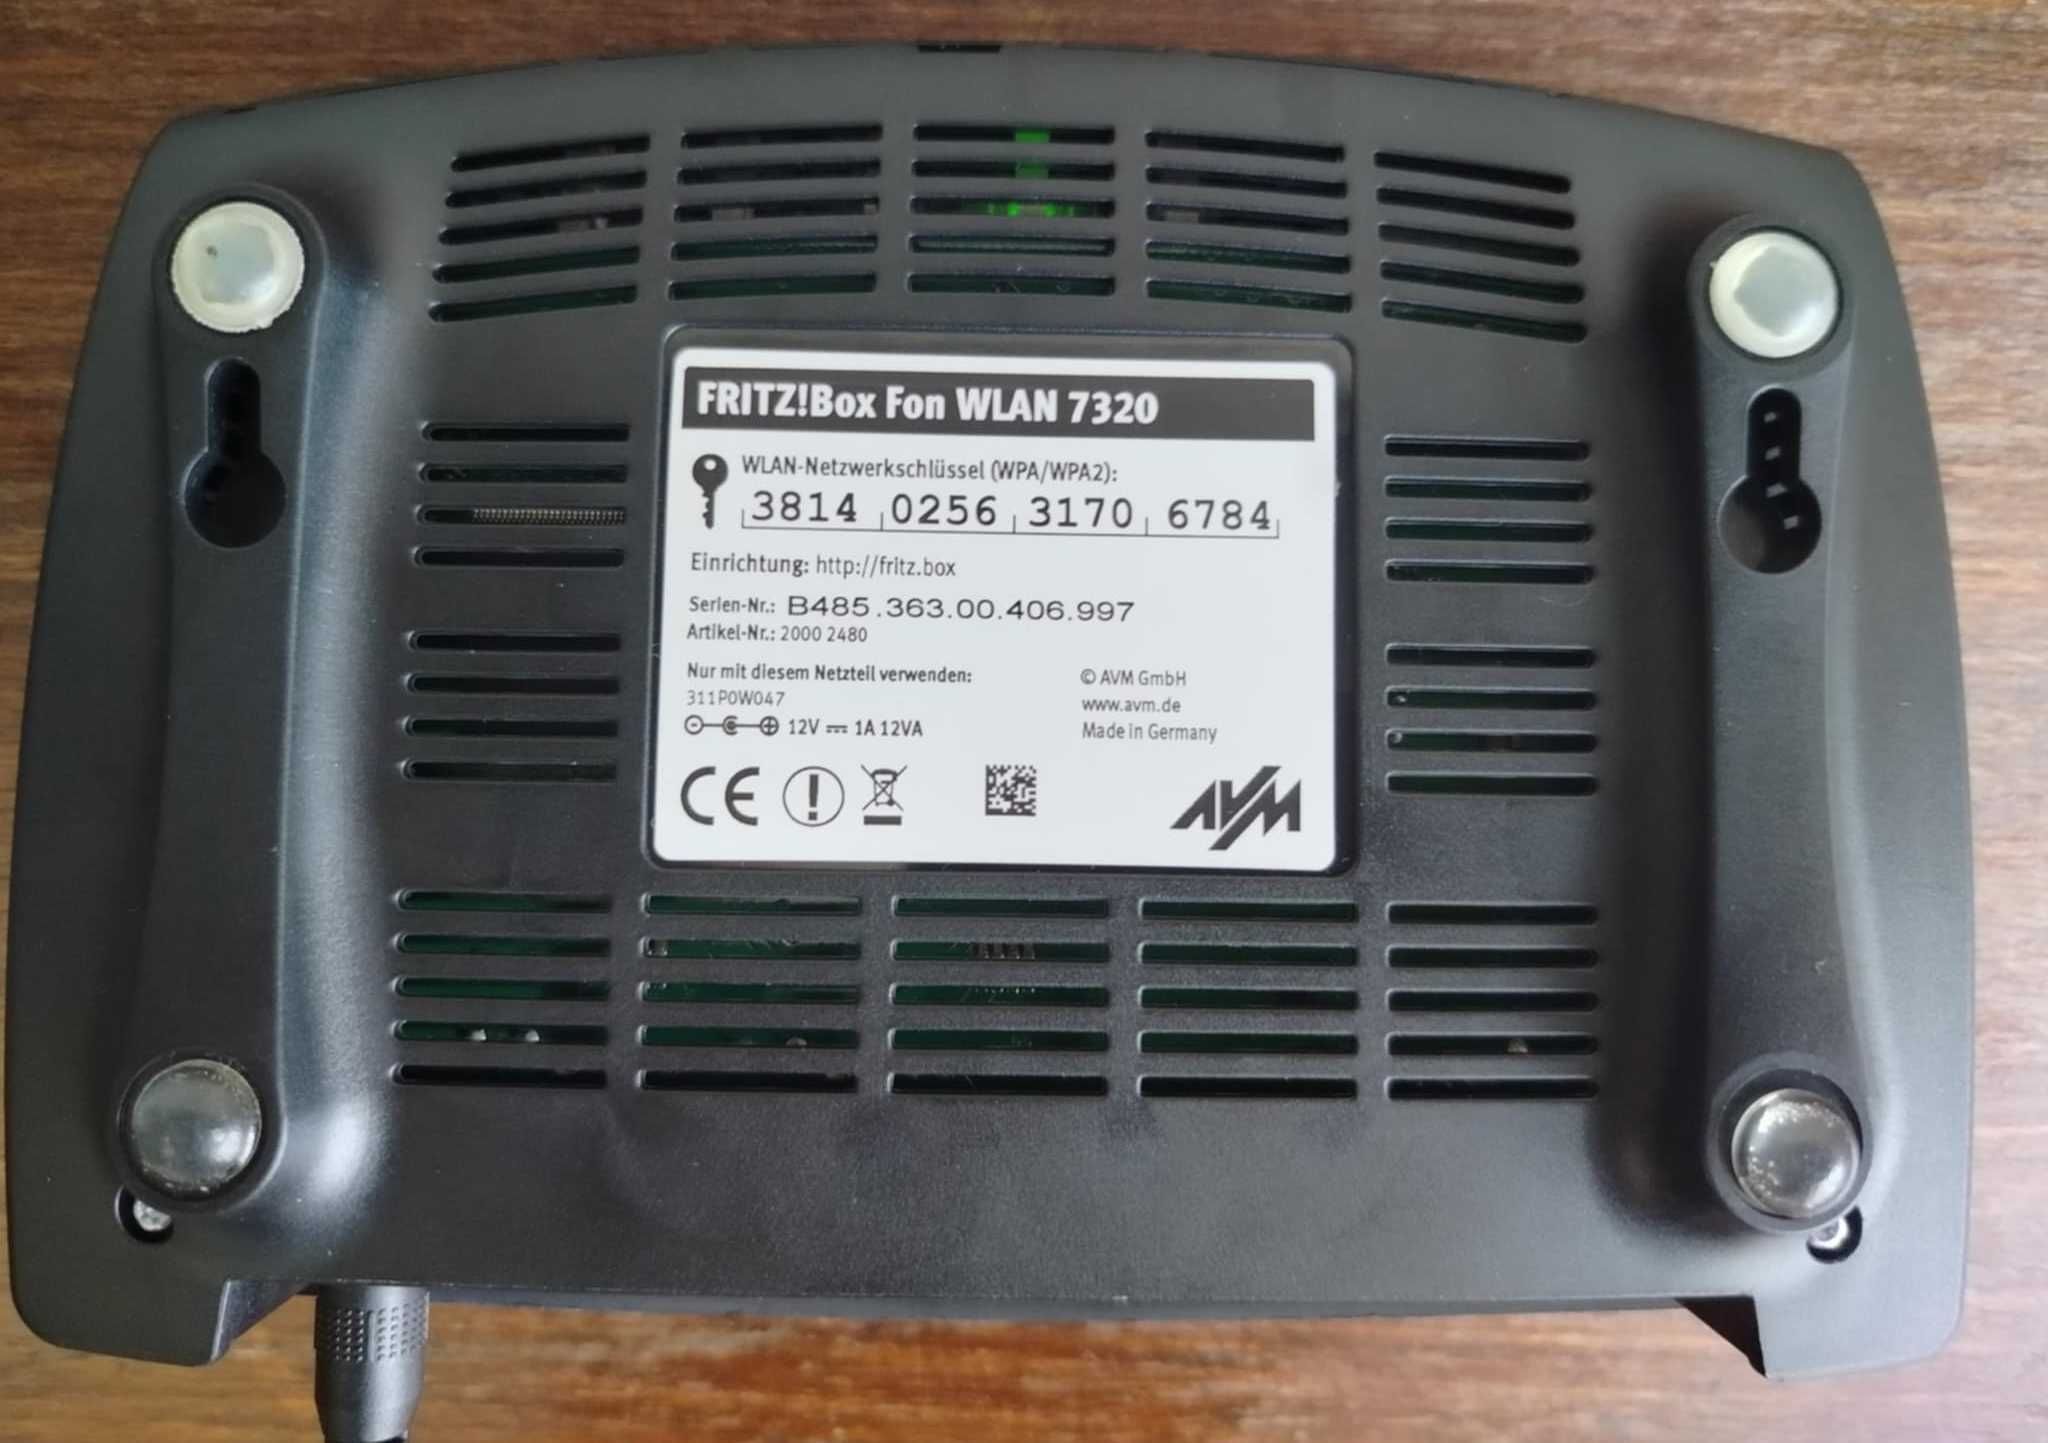 FRITZ!Box Fon WLAN 7320
WLAN-Netzwerkschlüssel (WPA/WPA2):
3814 0256 3170 6784
Einrichtung: http://fritz.box
Serien-Nr.: B485.363.00.406.997
Artikel-Nr.: 2000 2480
Nur mit diesem Netzteil verwenden:
311P0W047
12V 1A 12VA
© AVM GmbH
www.avm.de
Made in Germany
CE
AVM